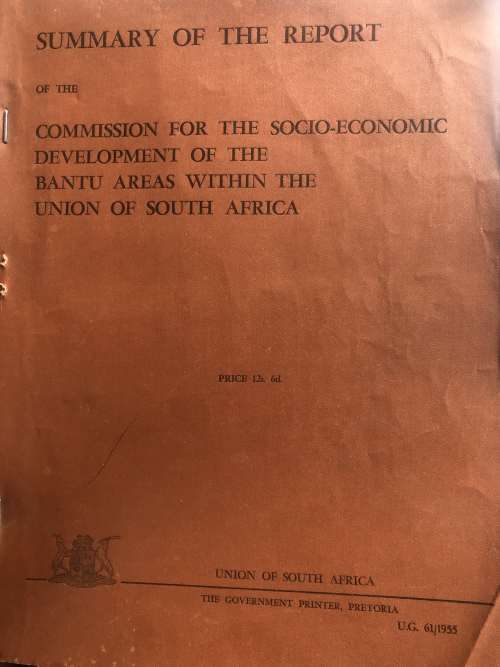 SUMMARY OF THE REPORT
OF THE
COMMISSION FOR THE SOCIO-ECONOMIC
DEVELOPMENT OF THE
BANTU AREAS WITHIN THE
UNION OF SOUTH AFRICA
PRICE 12s. 6d.
UNION OF SOUTH AFRICA
THE GOVERNMENT PRINTER, PRETORIA
U.G. 61/1955